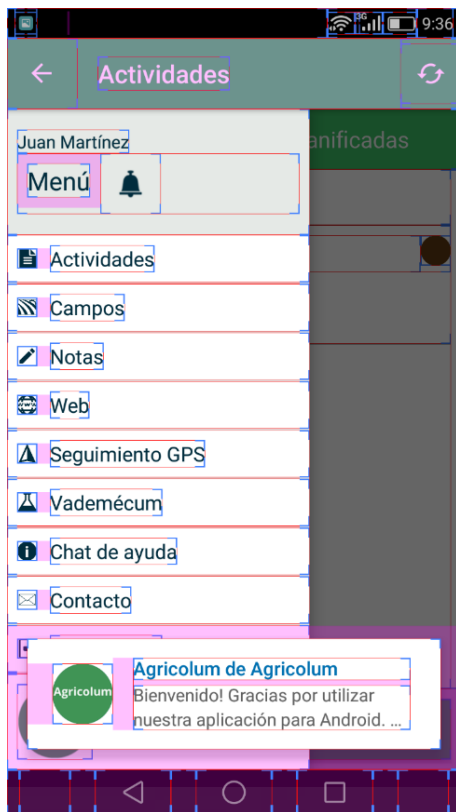 3G 9:36
Actividades
Juan Martínez
anificadas
Menú
Actividades
Campos
Notas
Web
Seguimiento GPS
Vademécum
Chat de ayuda
Contacto
Agricolum de Agricolum
Agricolum
Bienvenido! Gracias por utilizar
nuestra aplicación para Android. ...